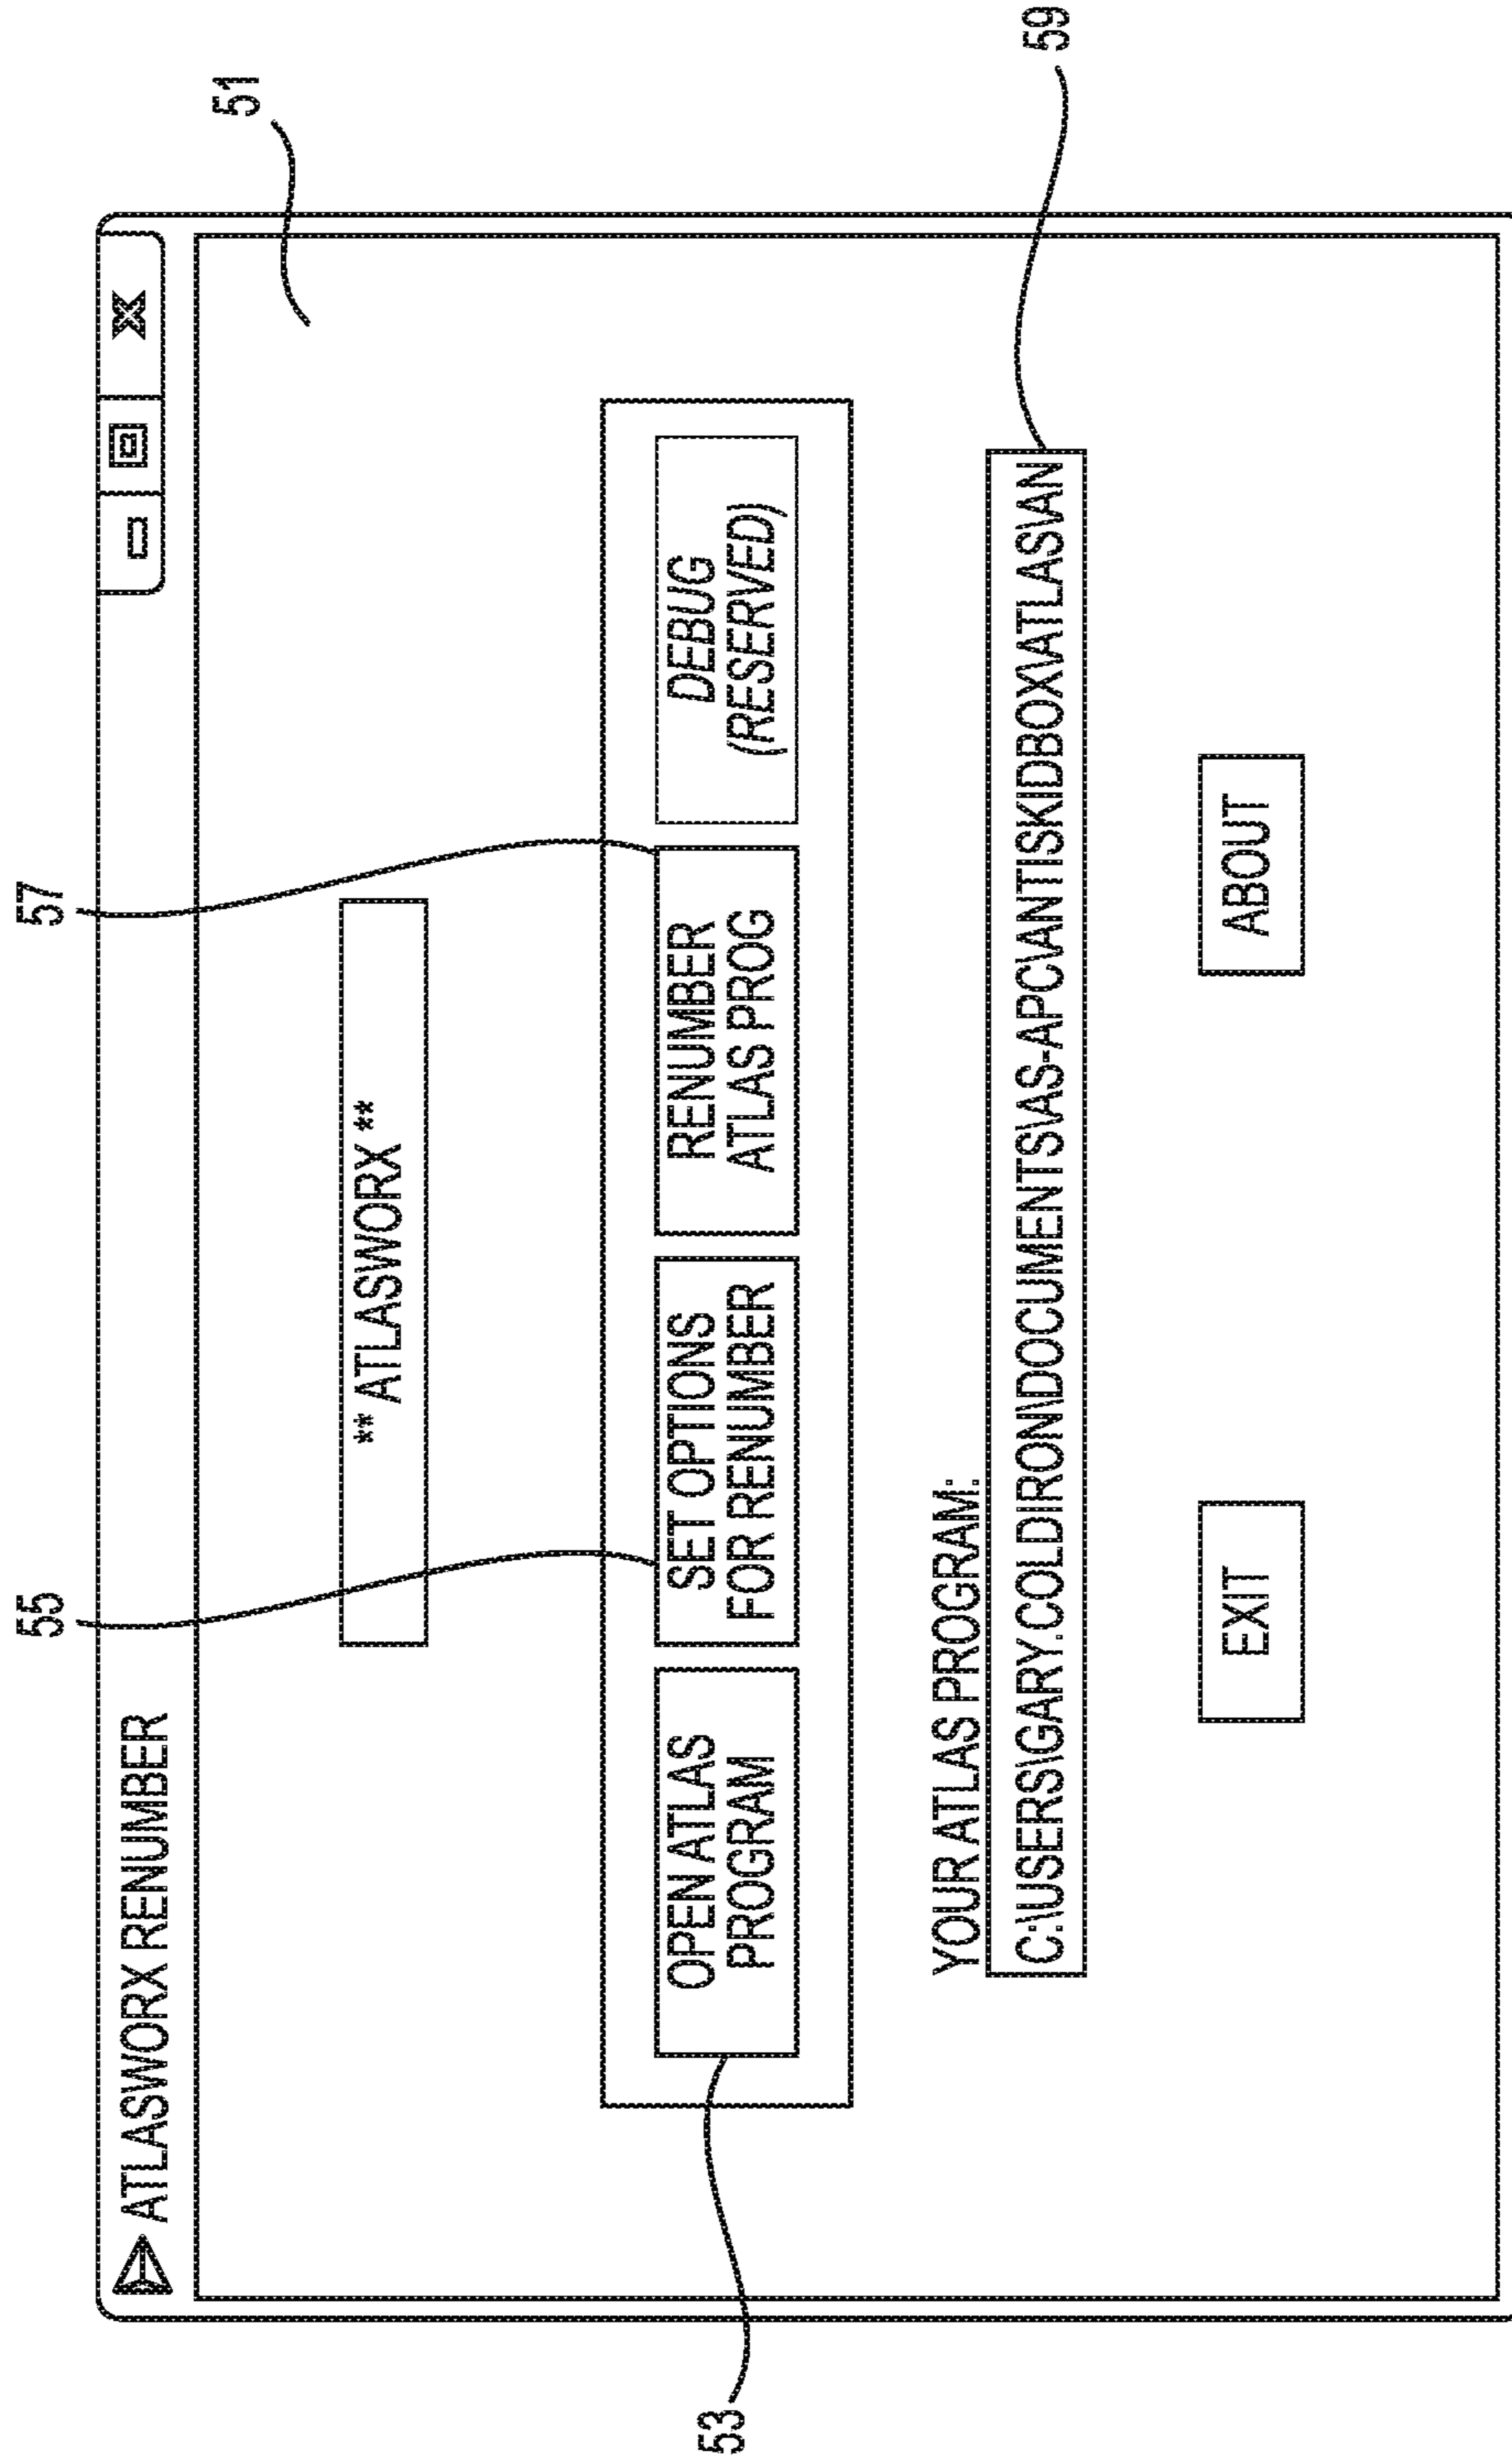 ATLASWORX RENUMBER
51
** ATLASWORX **
55
57
OPEN ATLAS
PROGRAM
SET OPTIONS
FOR RENUMBER
RENUMBER
ATLAS PROG
DEBUG
(RESERVED)
53
YOUR ATLAS PROGRAM:
C:\USERS\GARY.COLDIRON\DOCUMENTS\AS-APC\ANTISKIDBOX\ATLAS\AN
59
EXIT
ABOUT